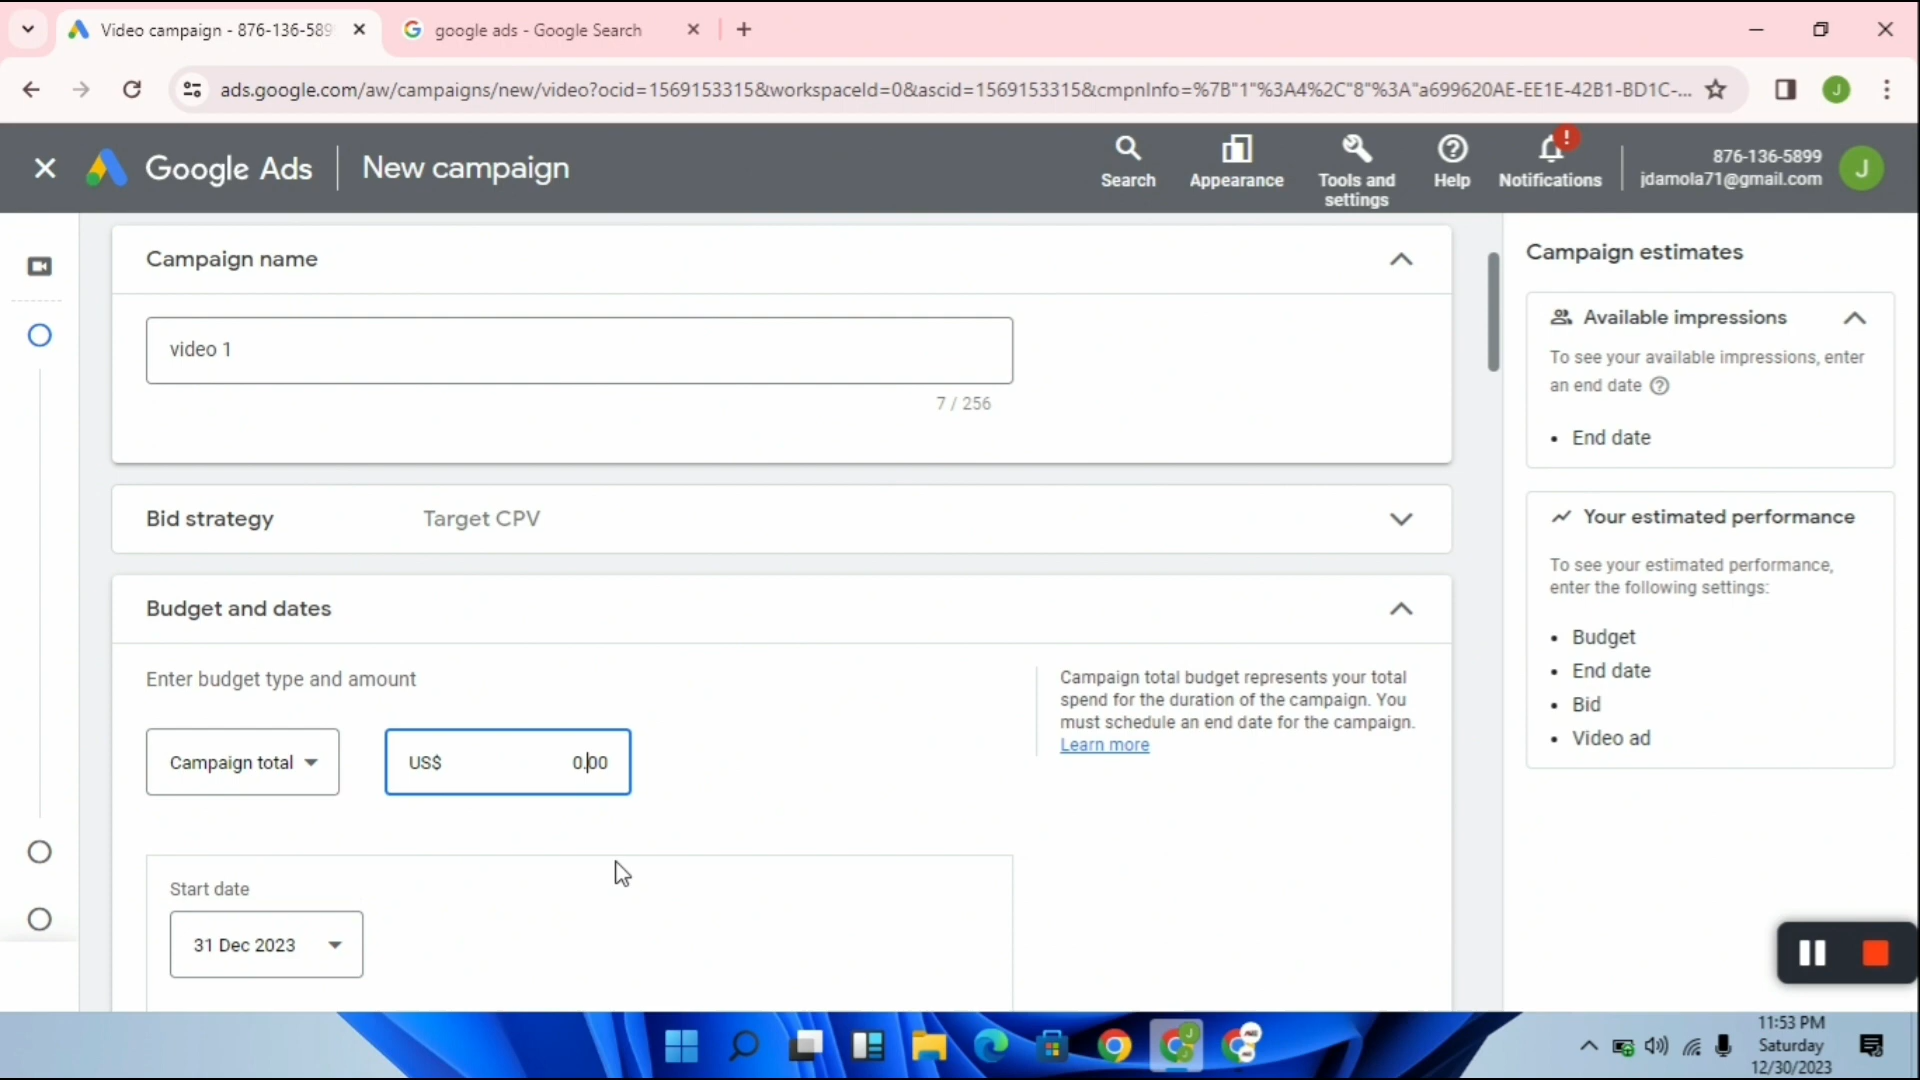 Video campaign - 876-136-589
google ads - Google Search
ads.google.com/aw/campaigns/new/video?ocid=1569153315&workspaceId=0&ascid=1569153315&cmpnInfo=%7B"1"%3A4%2C"8"%3A"a699620AE-EE1E-42B1-BD1C-...
J
Google Ads
New campaign
Search
Appearance
Tools and
settings
Help
!
Notifications
876-136-5899
jdamola71@gmail.com
J
Campaign name
video 1
7 / 256
Bid strategy
Target CPV
Budget and dates
Enter budget type and amount
Campaign total
US$
0.00
Campaign total budget represents your total
spend for the duration of the campaign. You
must schedule an end date for the campaign.
Learn more
Start date
31 Dec 2023
Campaign estimates
Available impressions
To see your available impressions, enter
an end date
• End date
Your estimated performance
To see your estimated performance,
enter the following settings:
• Budget
• End date
• Bid
• Video ad
11:53 PM
Saturday
12/30/2023